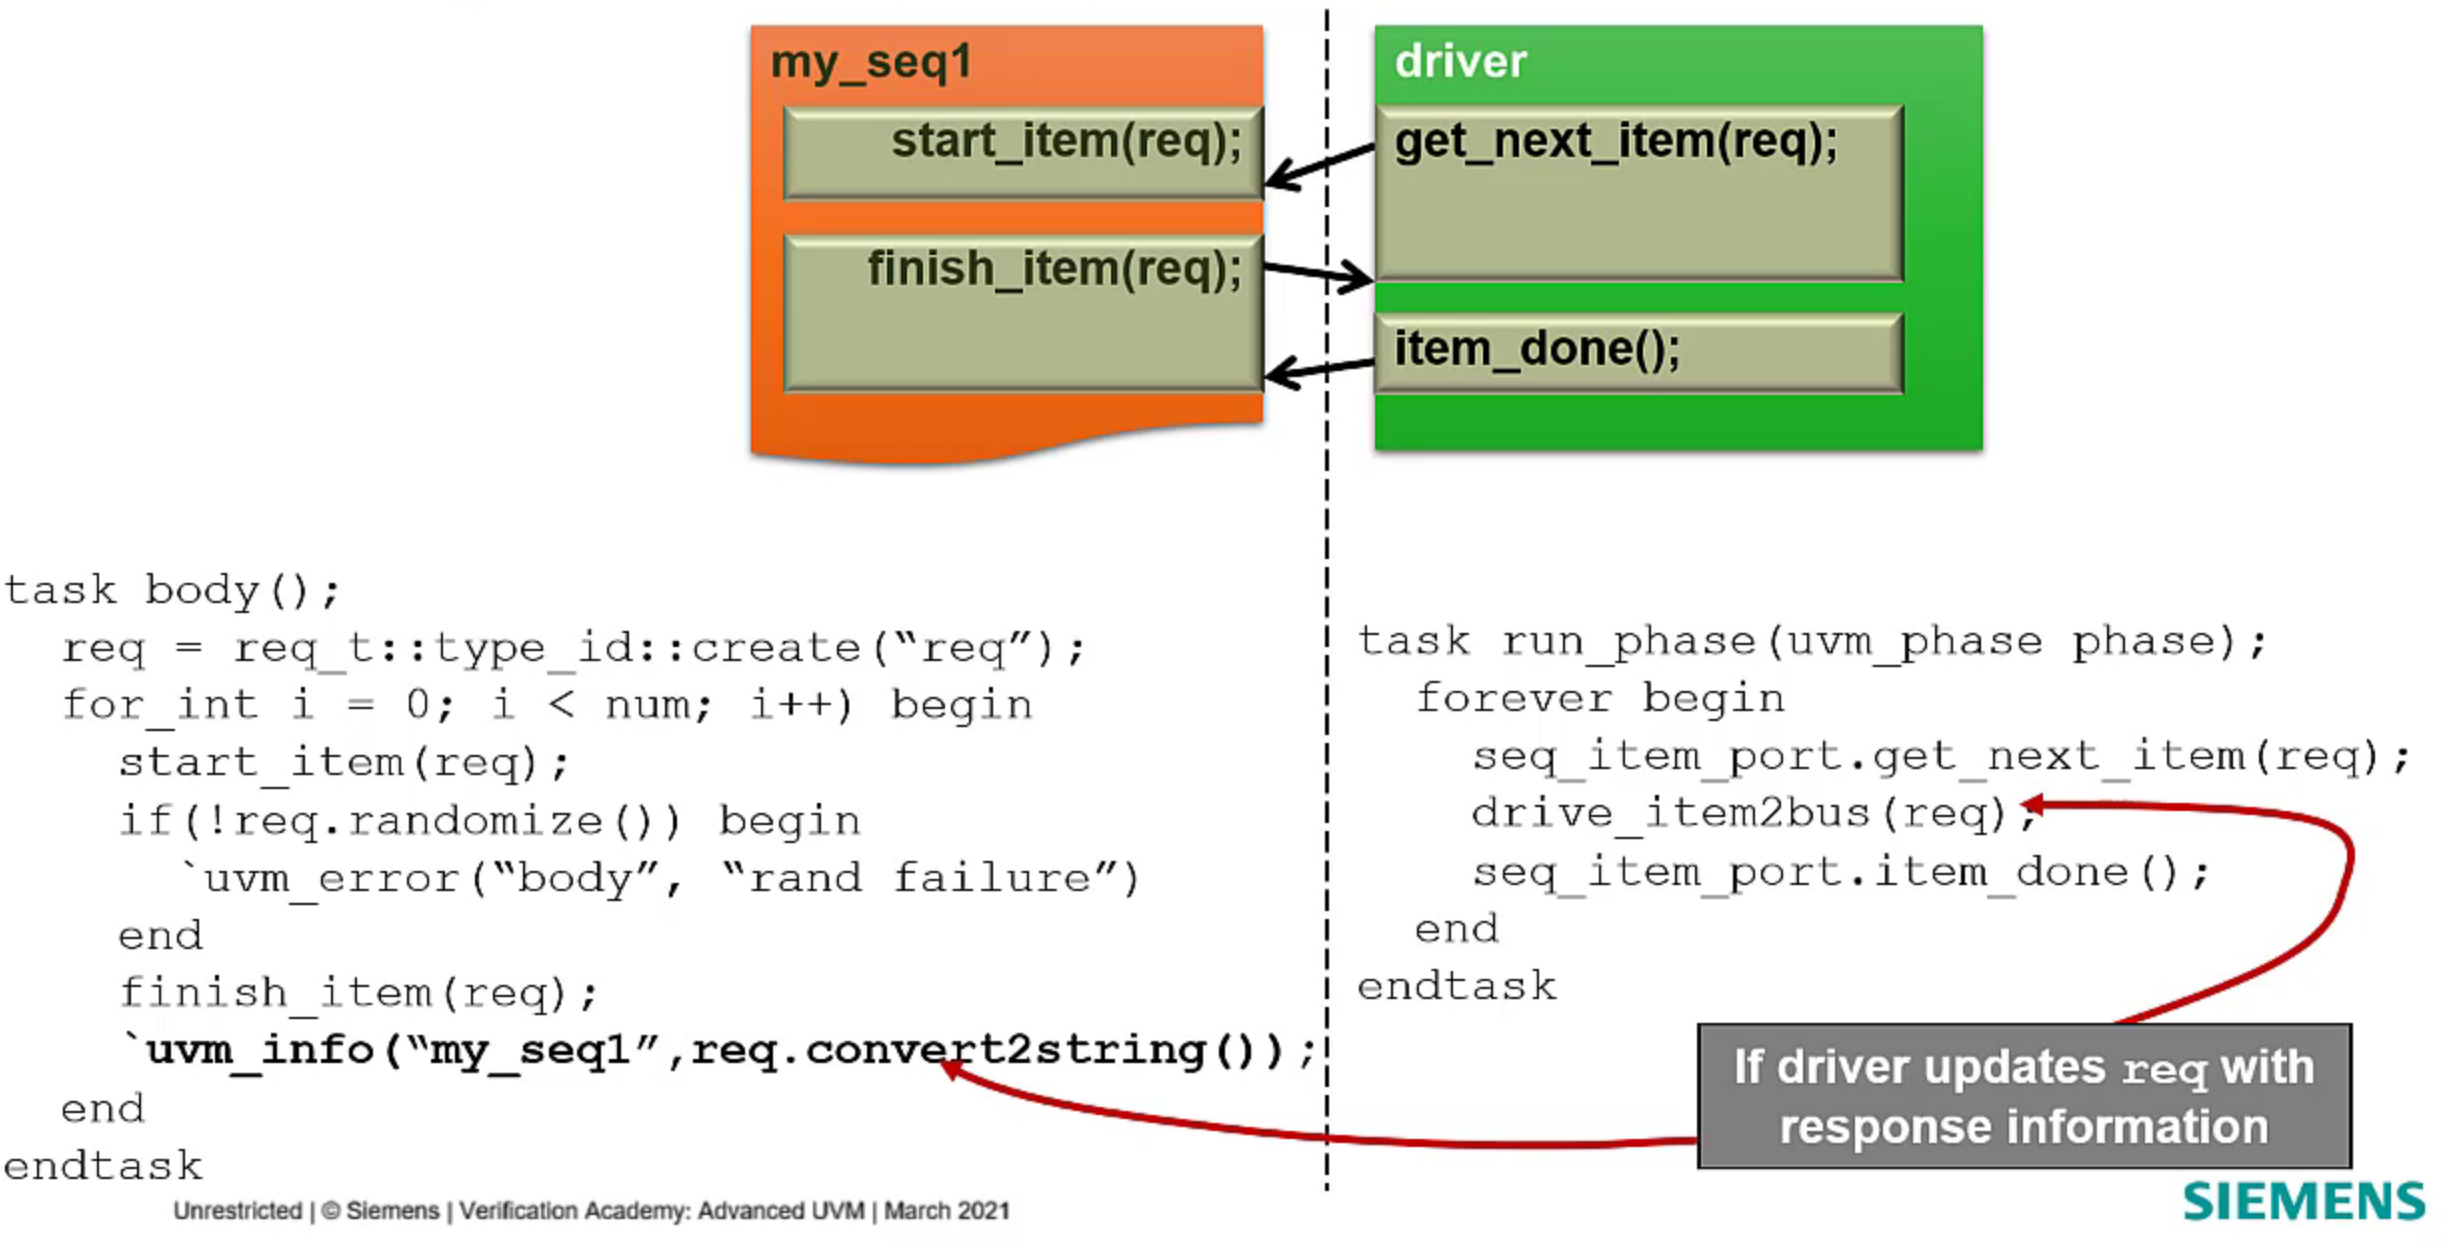 my_seq1
start_item(req);
finish_item(req);
driver
get_next_item(req);
item_done();
task body();
req = req_t::type_id::create(“req”);
for_int i = 0; i < num; i++) begin
start_item(req);
if(!req.randomize()) begin
`uvm_error(“body”, “rand failure”)
end
finish_item(req);
`uvm_info(“my_seq1”,req.convert2string());
end
endtask
task run_phase(uvm_phase phase);
forever begin
seq_item_port.get_next_item(req);
drive_item2bus(req);
seq_item_port.item_done();
end
endtask
If driver updates req with
response information
Unrestricted | © Siemens | Verification Academy: Advanced UVM | March 2021
SIEMENS